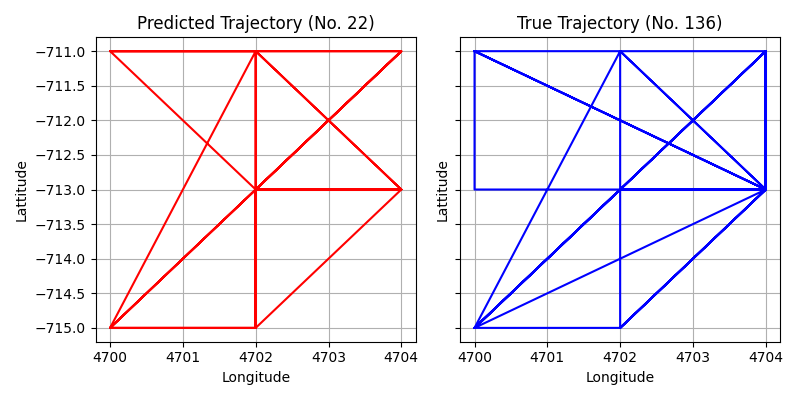 Predicted Trajectory (No. 22)
True Trajectory (No. 136)
−711.0
−711.5
−712.0
−712.5
−713.0
−713.5
−714.0
−714.5
−715.0
Lattitude
Lattitude
4700 4701 4702 4703 4704
4700 4701 4702 4703 4704
Longitude
Longitude